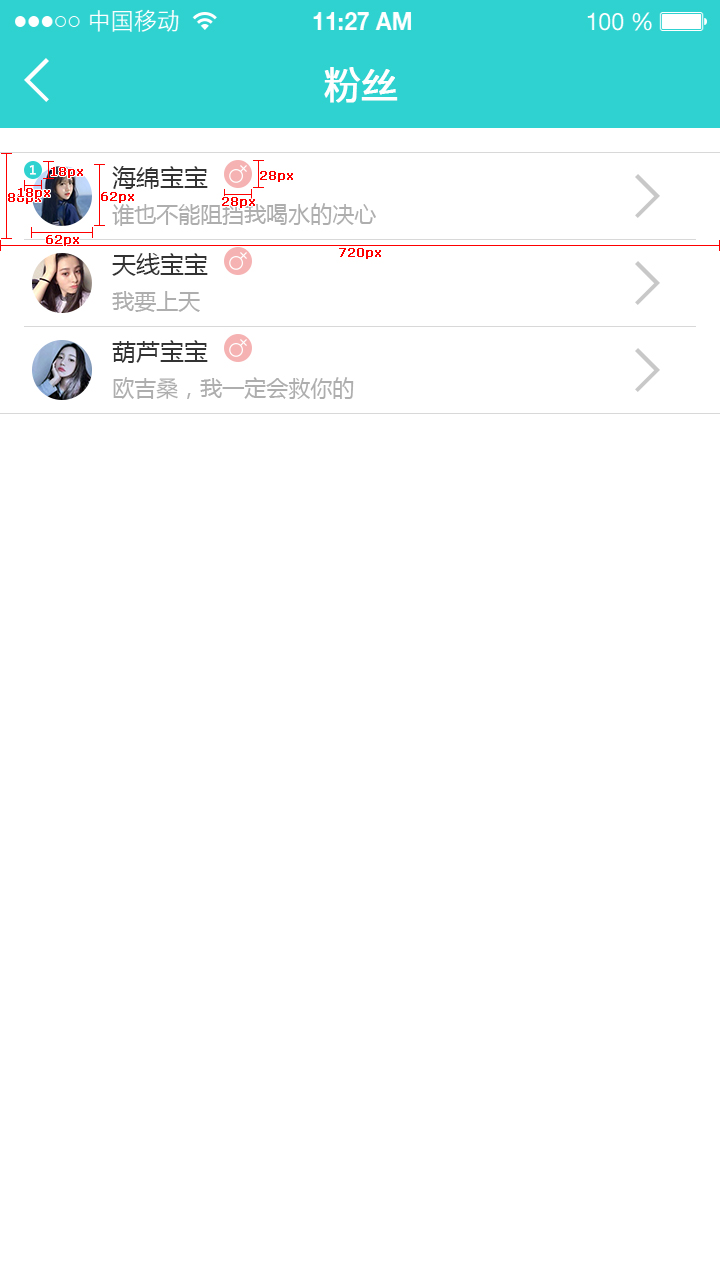 中国移动 11:27 AM 100 %
粉丝
1 18px 海绵宝宝 28px
18px 86px 62px 28px
谁也不能阻挡我喝水的决心
62px
720px
天线宝宝
我要上天
葫芦宝宝
欧吉桑，我一定会救你的